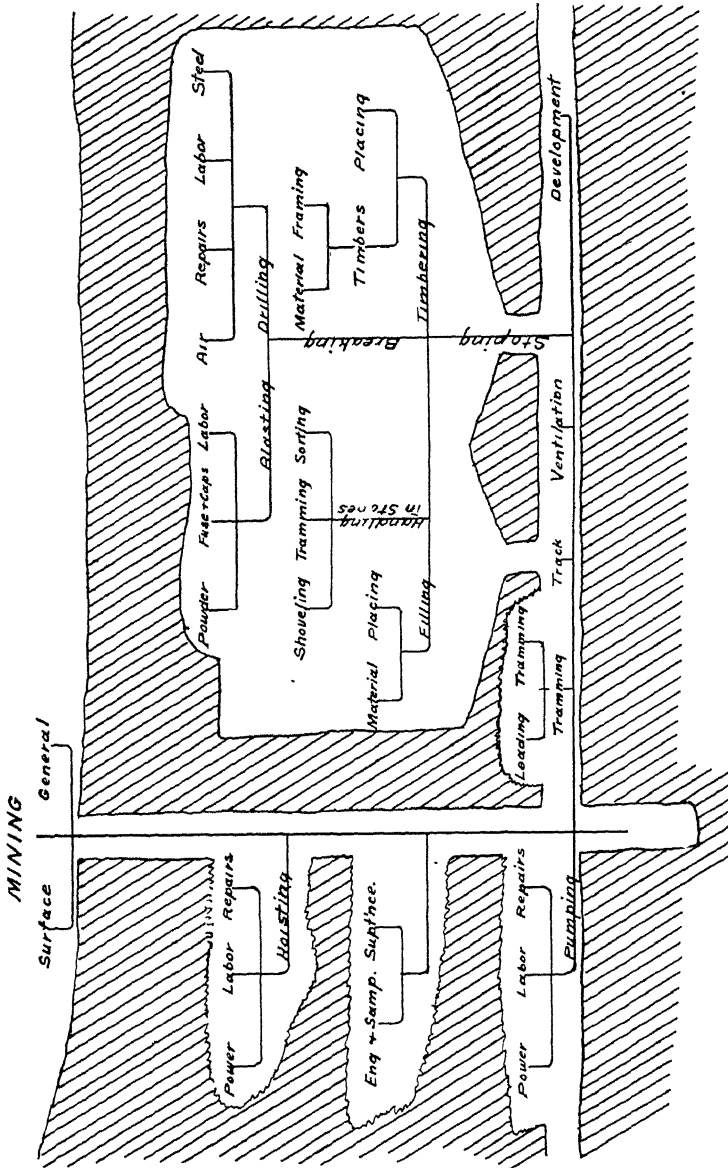 MINING
Surface General
Powder Fuse + Caps Labor Air Repairs Labor Steel
Power Labor Repairs
Blasting Drilling
Hoisting
Shoveling Tramming Sorting Material Framing
Breaking
Handling
in Stopes
Eng + Samp. Supt'nce.
Material Placing Timbers Placing
Filling Timbering
Stoping
Power Labor Repairs Loading Tramming
Pumping Tramming Track Ventilation Development